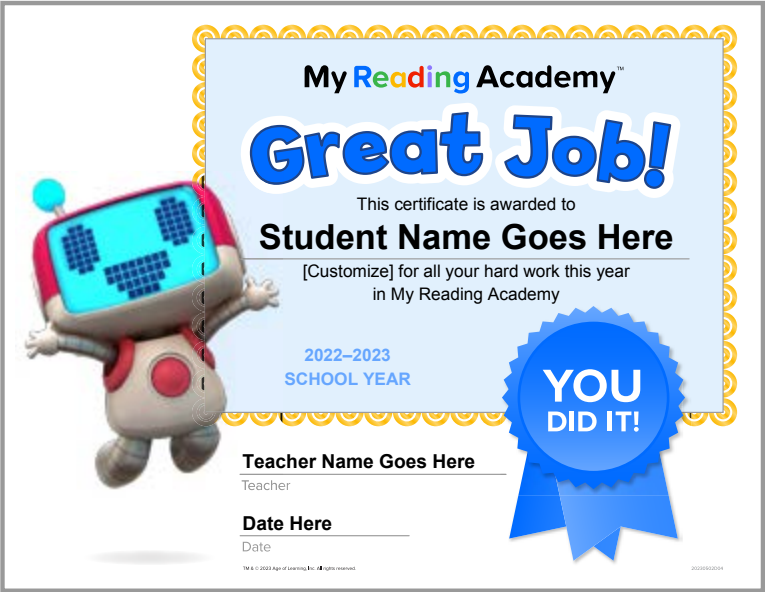 My Reading Academy™
Great Job!
This certificate is awarded to
Student Name Goes Here
[Customize] for all your hard work this year
in My Reading Academy
2022–2023
SCHOOL YEAR
YOU
DID IT!
Teacher Name Goes Here
Teacher
Date Here
Date
TM & © 2023 Age of Learning, Inc. All rights reserved.